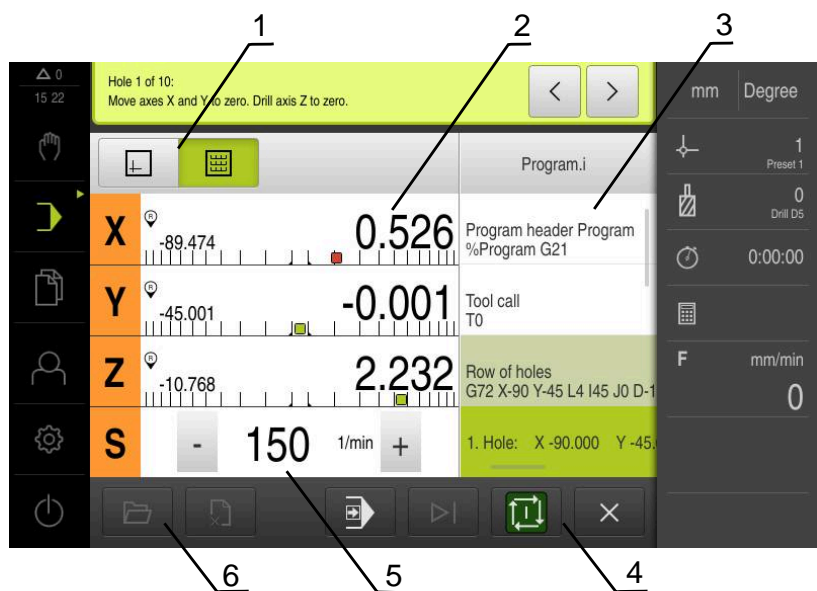 1
2
3
0
15 22
Hole 1 of 10:
Move axes X and Y to zero. Drill axis Z to zero.
< >
mm Degree
Program.i
1
Preset 1
X
R
-89.474
0.526
Program header Program
%Program G21
0
Drill D5
0:00:00
Y
R
-45.001
-0.001
Tool call
T0
Z
R
-10.768
2.232
Row of holes
G72 X-90 Y-45 L4 I45 J0 D-1
F mm/min
0
S
-
150
1/min
+
1. Hole: X -90.000 Y -45.
6
5
4